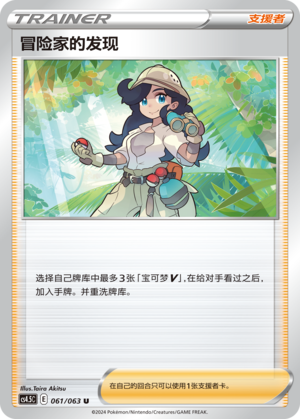 TRAINER 支援者
冒险家的发现
选择自己牌库中最多3张「宝可梦V」,在给对手看过之后,
加入手牌。并重洗牌库。
Illus.Taira Akitsu
CS4.5C E 061/063 U
在自己的回合只可以使用1张支援者卡。
©2024 Pokémon/Nintendo/Creatures/GAME FREAK.